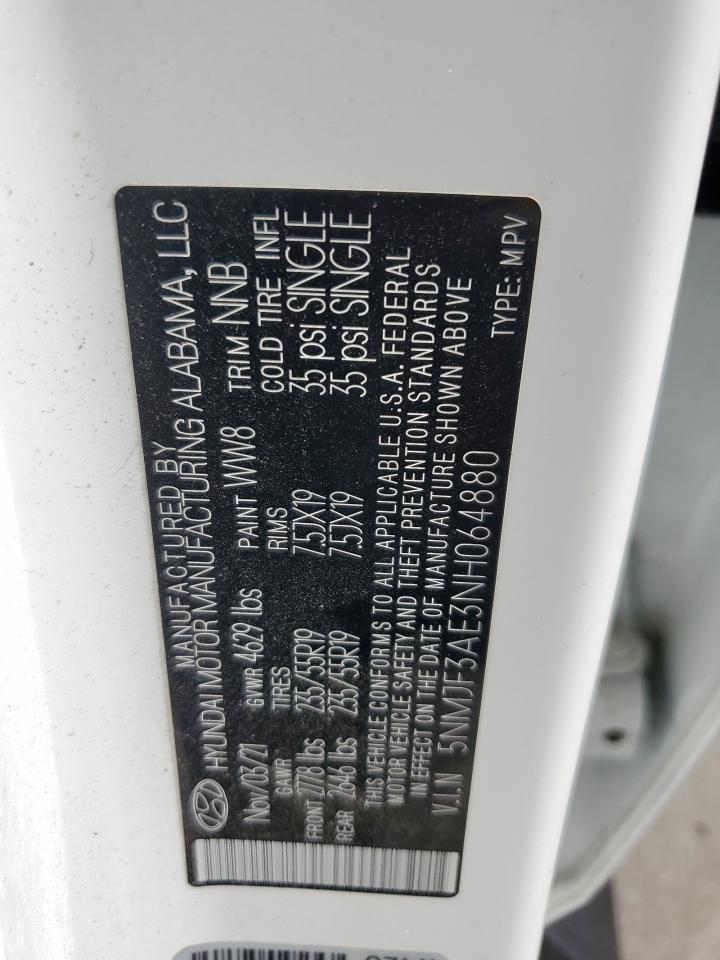 MANUFACTURED BY
HYUNDAI MOTOR MANUFACTURING ALABAMA, LLC
Nov/03/21 GVWR 4629 lbs PAINT WW8 TRIM NNB
GAWR TIRES RIMS COLD TIRE INFL
FRONT 2778 lbs 235/55R19 7.5JX19 35 psi SINGLE
REAR 2646 lbs 235/55R19 7.5JX19 35 psi SINGLE
THIS VEHICLE CONFORMS TO ALL APPLICABLE U.S.A. FEDERAL
MOTOR VEHICLE SAFETY AND THEFT PREVENTION STANDARDS
IN EFFECT ON THE DATE OF MANUFACTURE SHOWN ABOVE
V.I.N 5NMJF3AE3NH064880
TYPE: MPV